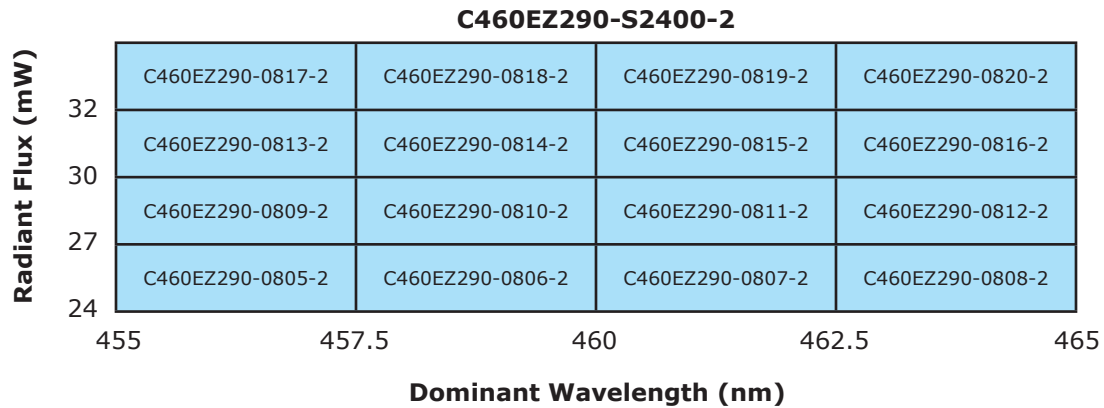 C460EZ290-S2400-2
Radiant Flux (mW)
C460EZ290-0817-2 C460EZ290-0818-2 C460EZ290-0819-2 C460EZ290-0820-2
32
C460EZ290-0813-2 C460EZ290-0814-2 C460EZ290-0815-2 C460EZ290-0816-2
30
C460EZ290-0809-2 C460EZ290-0810-2 C460EZ290-0811-2 C460EZ290-0812-2
27
C460EZ290-0805-2 C460EZ290-0806-2 C460EZ290-0807-2 C460EZ290-0808-2
24
455 457.5 460 462.5 465
Dominant Wavelength (nm)